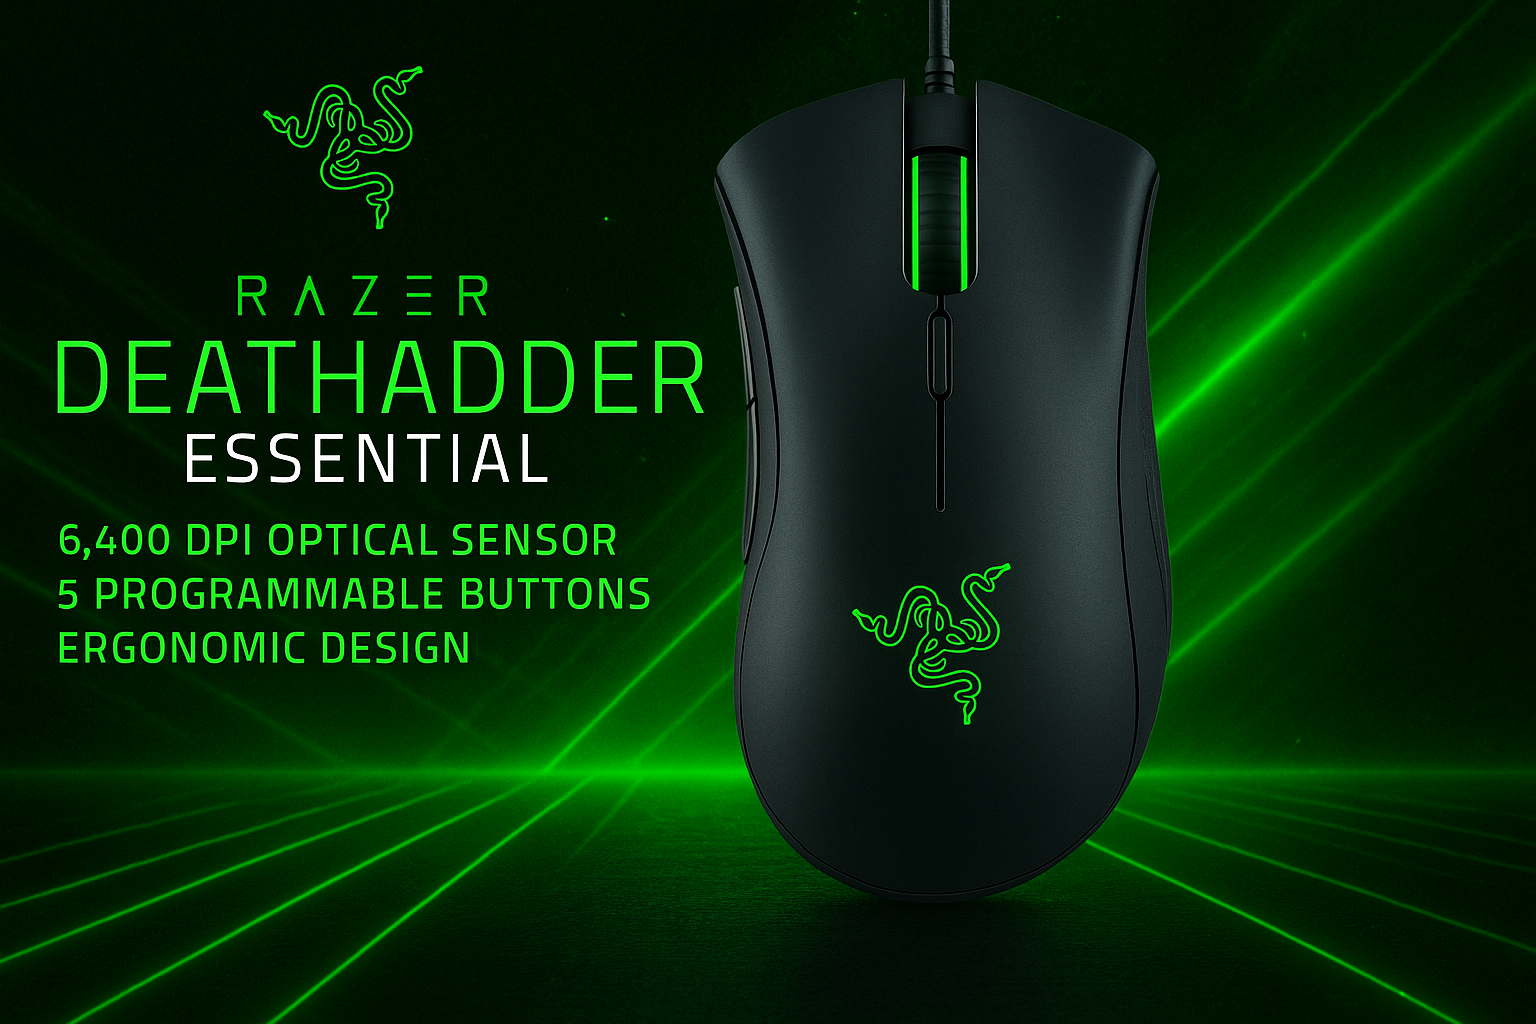 RAZER
DEATHADDER
ESSENTIAL
6,400 DPI OPTICAL SENSOR
5 PROGRAMMABLE BUTTONS
ERGONOMIC DESIGN